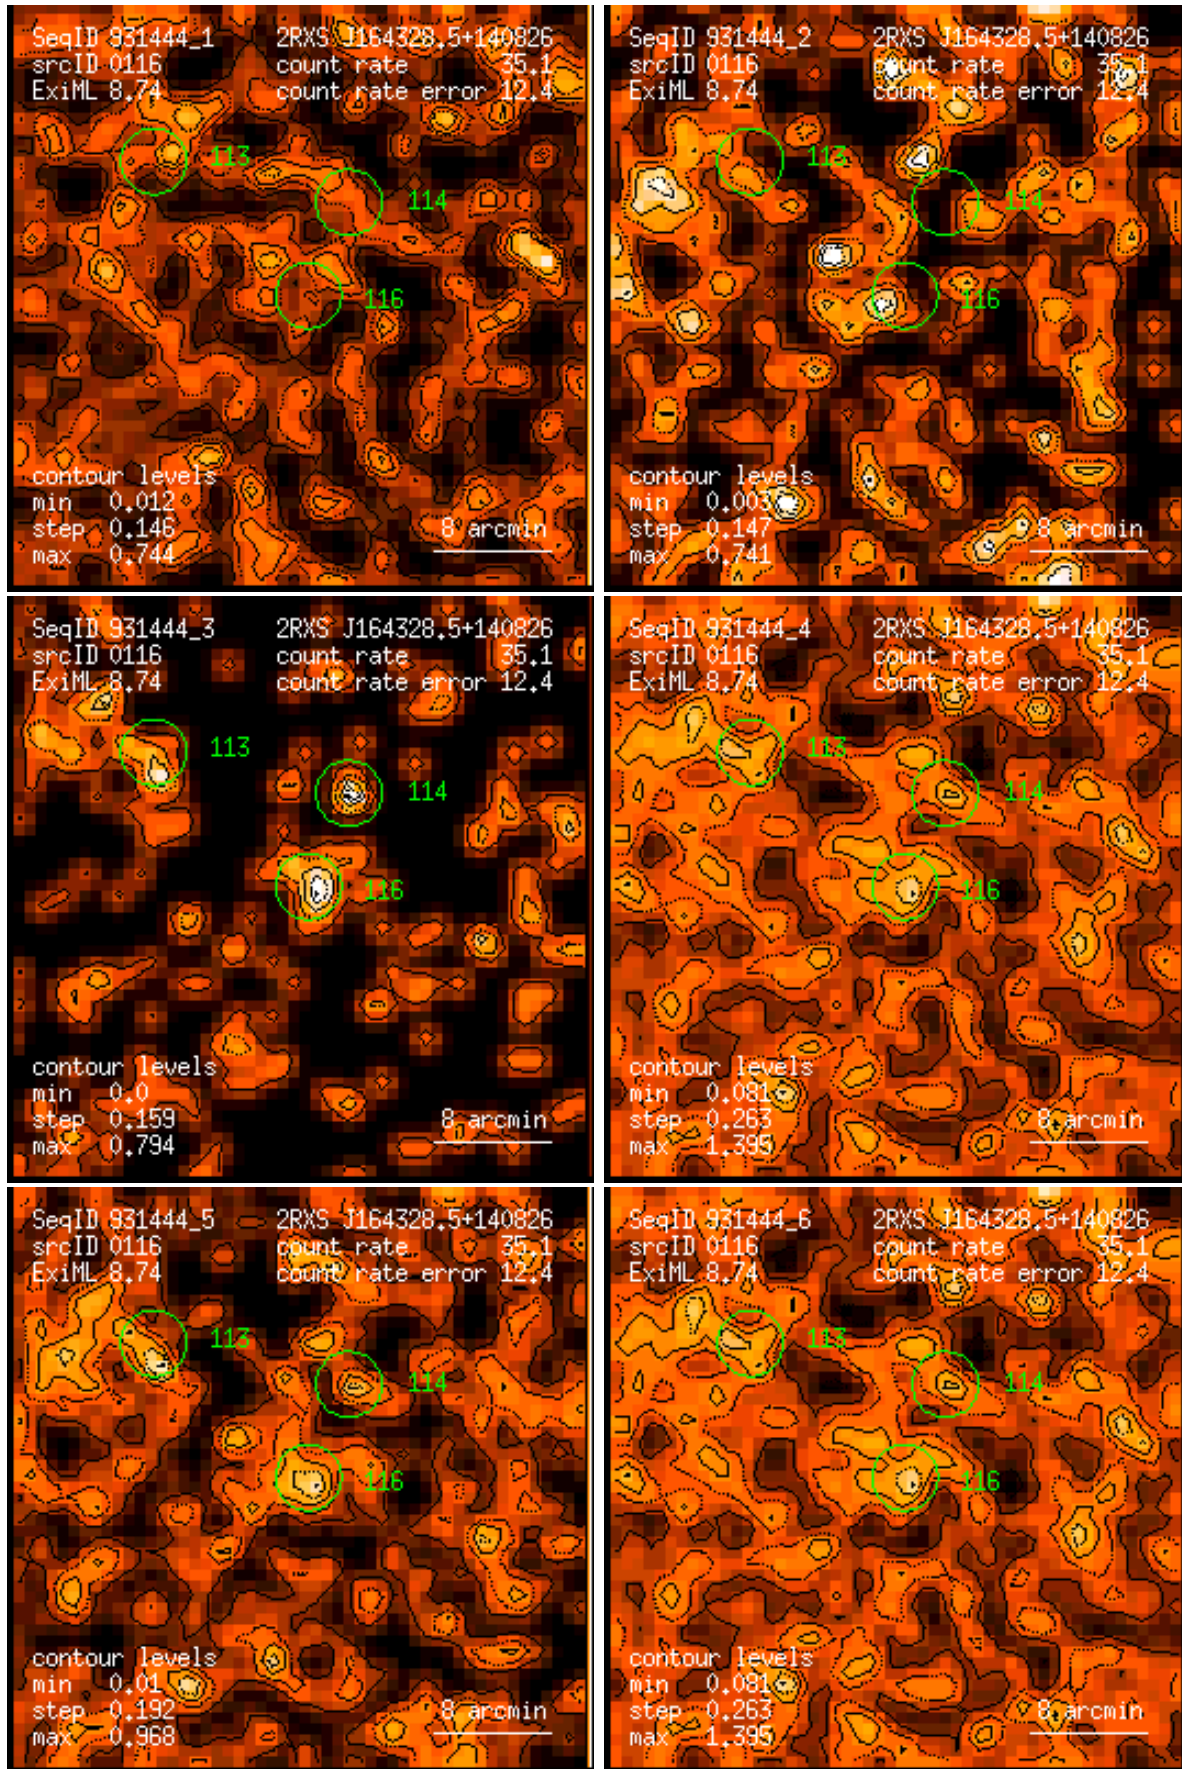 SeqID 931444_1 2RXS J164328.5+140826
srcID 0116 count rate 35.1
ExiML 8.74 count rate error 12.4
113
114
116
contour levels
min 0.012
step 0.146 8 arcmin
max 0.744
SeqID 931444_2 2RXS J164328.5+140826
srcID 0116 count rate 35.1
ExiML 8.74 count rate error 12.4
113
114
116
contour levels
min 0.003
step 0.147 8 arcmin
max 0.741
SeqID 931444_3 2RXS J164328.5+140826
srcID 0116 count rate 35.1
ExiML 8.74 count rate error 12.4
113
114
116
contour levels
min 0.0
step 0.159 8 arcmin
max 0.794
SeqID 931444_4 2RXS J164328.5+140826
srcID 0116 count rate 35.1
ExiML 8.74 count rate error 12.4
113
114
116
contour levels
min 0.081
step 0.263 8 arcmin
max 1.395
SeqID 931444_5 2RXS J164328.5+140826
srcID 0116 count rate 35.1
ExiML 8.74 count rate error 12.4
113
114
116
contour levels
min 0.01
step 0.192 8 arcmin
max 0.968
SeqID 931444_6 2RXS J164328.5+140826
srcID 0116 count rate 35.1
ExiML 8.74 count rate error 12.4
113
114
116
contour levels
min 0.081
step 0.263 8 arcmin
max 1.395